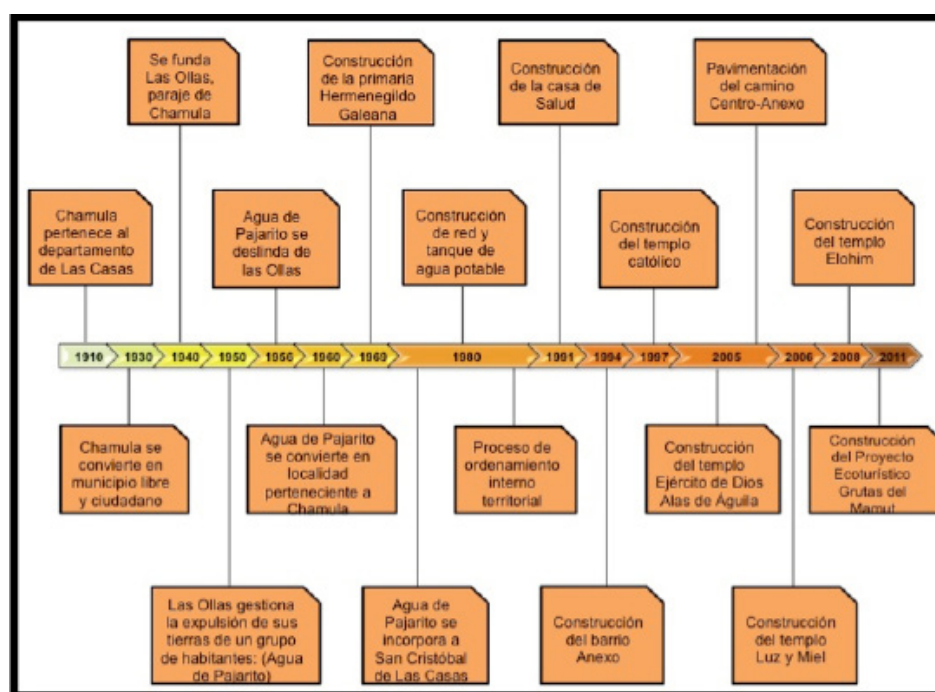 Se funda
Las Ollas,
paraje de
Chamula
Construcción
de la primaria
Hermenegildo
Galeana
Construcción
de la casa de
Salud
Pavimentación
del camino
Centro-Anexo
Chamula
pertenece al
departamento
de Las Casas
Agua de
Pajarito se
deslinda de
las Ollas
Construcción
de red y
tanque de
agua potable
Construcción
del templo
católico
Construcción
del templo
Elohim
1910 1930 1940 1950 1956 1960 1969 1980 1991 1994 1997 2005 2006 2008 2011
Chamula se
convierte en
municipio libre
y ciudadano
Agua de Pajarito
se convierte en
localidad
perteneciente a
Chamula
Proceso de
ordenamiento
interno
territorial
Construcción
del templo
Ejército de Dios
Alas de Águila
Construcción
del Proyecto
Ecoturístico
Grutas del
Mamut
Las Ollas gestiona
la expulsión de sus
tierras de un grupo
de habitantes: (Agua
de Pajarito)
Agua de
Pajarito se
incorpora a
San Cristóbal
de Las Casas
Construcción
del barrio
Anexo
Construcción
del templo
Luz y Miel